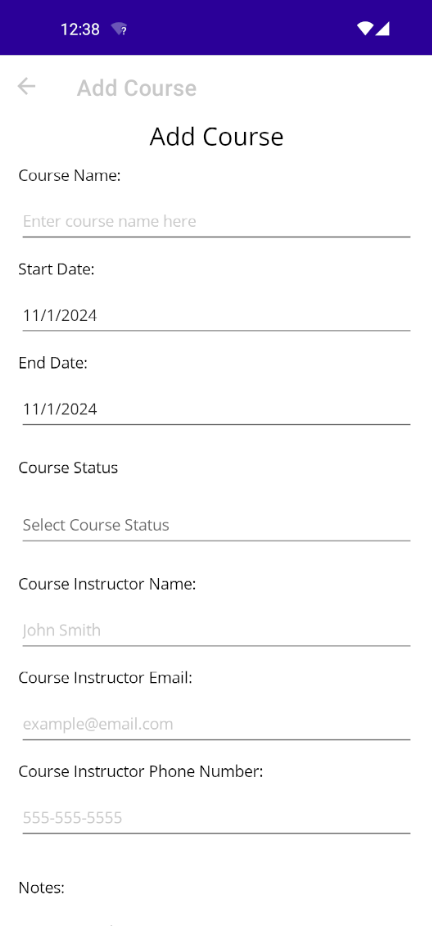 12:38
Add Course
Add Course
Course Name:
Enter course name here
Start Date:
11/1/2024
End Date:
11/1/2024
Course Status
Select Course Status
Course Instructor Name:
John Smith
Course Instructor Email:
example@email.com
Course Instructor Phone Number:
555-555-5555
Notes: